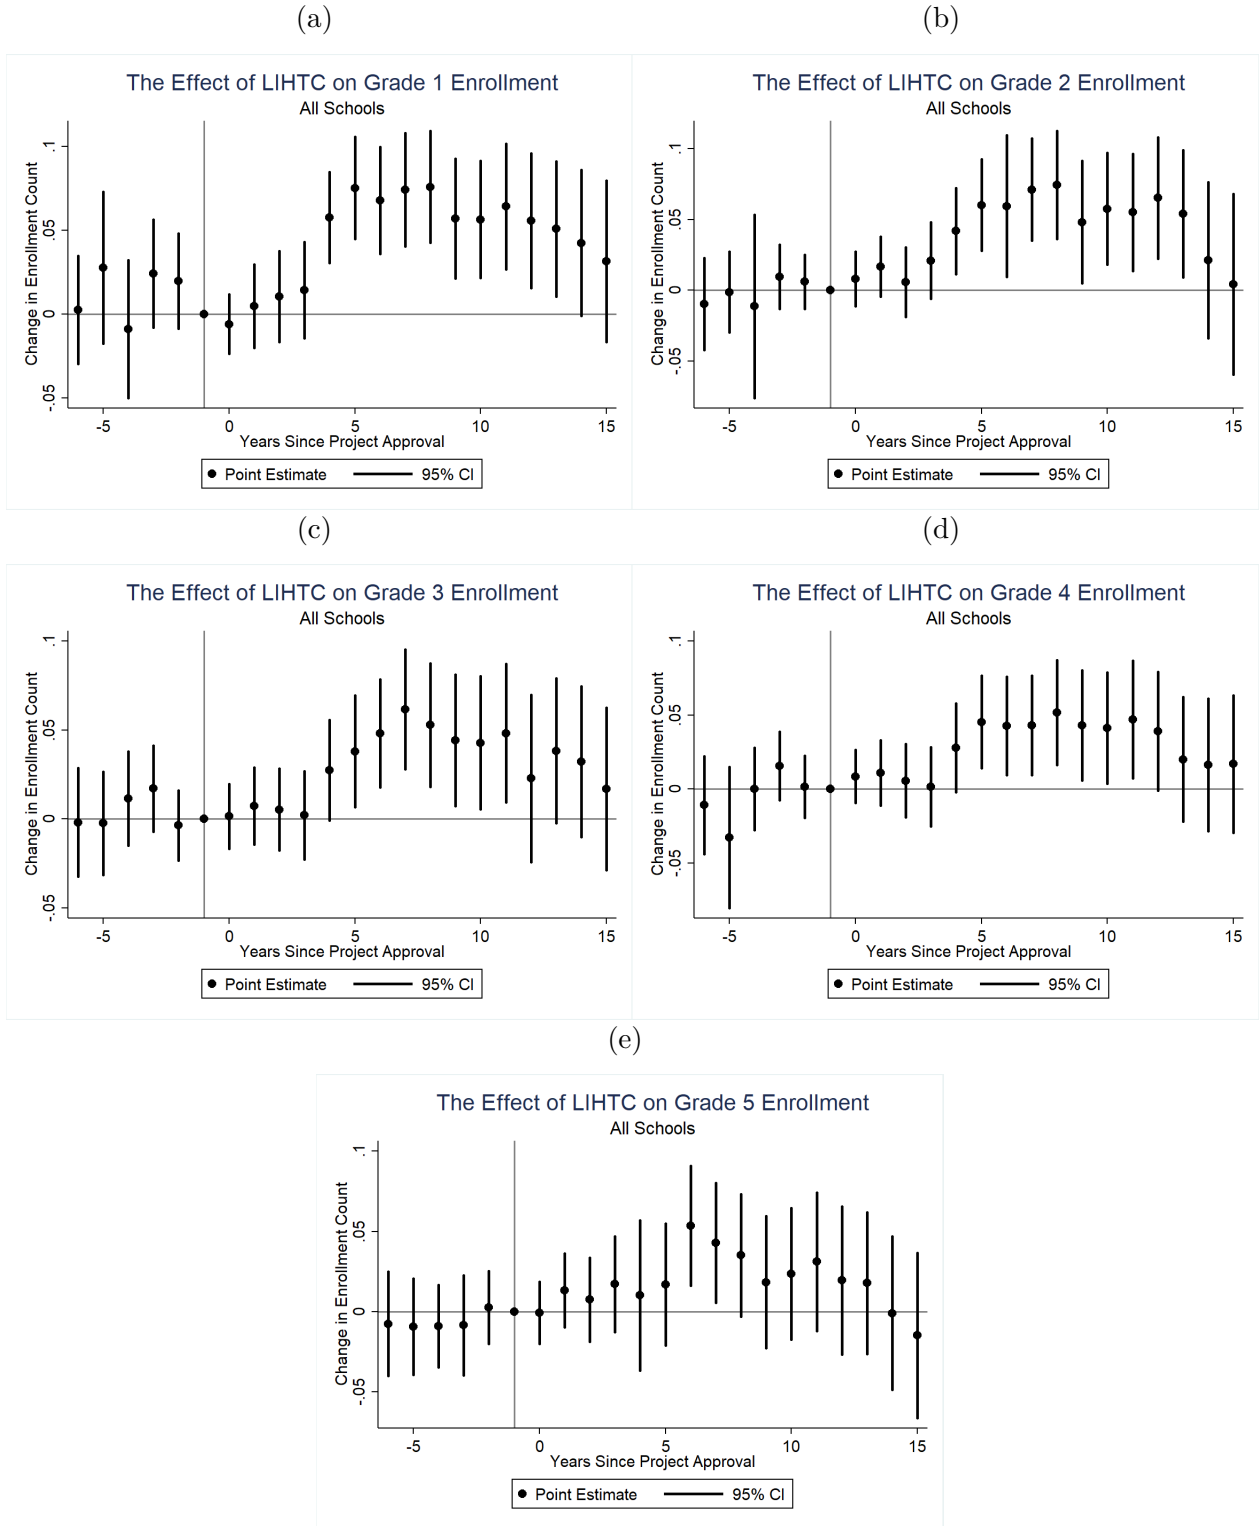 (a)
The Effect of LIHTC on Grade 1 Enrollment
All Schools
Change in Enrollment Count
.1
.05
0
-.05
-5 0 5 10 15
Years Since Project Approval
Point Estimate 95% CI
(b)
The Effect of LIHTC on Grade 2 Enrollment
All Schools
Change in Enrollment Count
.1
.05
0
-.05
-5 0 5 10 15
Years Since Project Approval
Point Estimate 95% CI
(c)
The Effect of LIHTC on Grade 3 Enrollment
All Schools
Change in Enrollment Count
.1
.05
0
-.05
-5 0 5 10 15
Years Since Project Approval
Point Estimate 95% CI
(d)
The Effect of LIHTC on Grade 4 Enrollment
All Schools
Change in Enrollment Count
.1
.05
0
-.05
-5 0 5 10 15
Years Since Project Approval
Point Estimate 95% CI
(e)
The Effect of LIHTC on Grade 5 Enrollment
All Schools
Change in Enrollment Count
.1
.05
0
-.05
-5 0 5 10 15
Years Since Project Approval
Point Estimate 95% CI